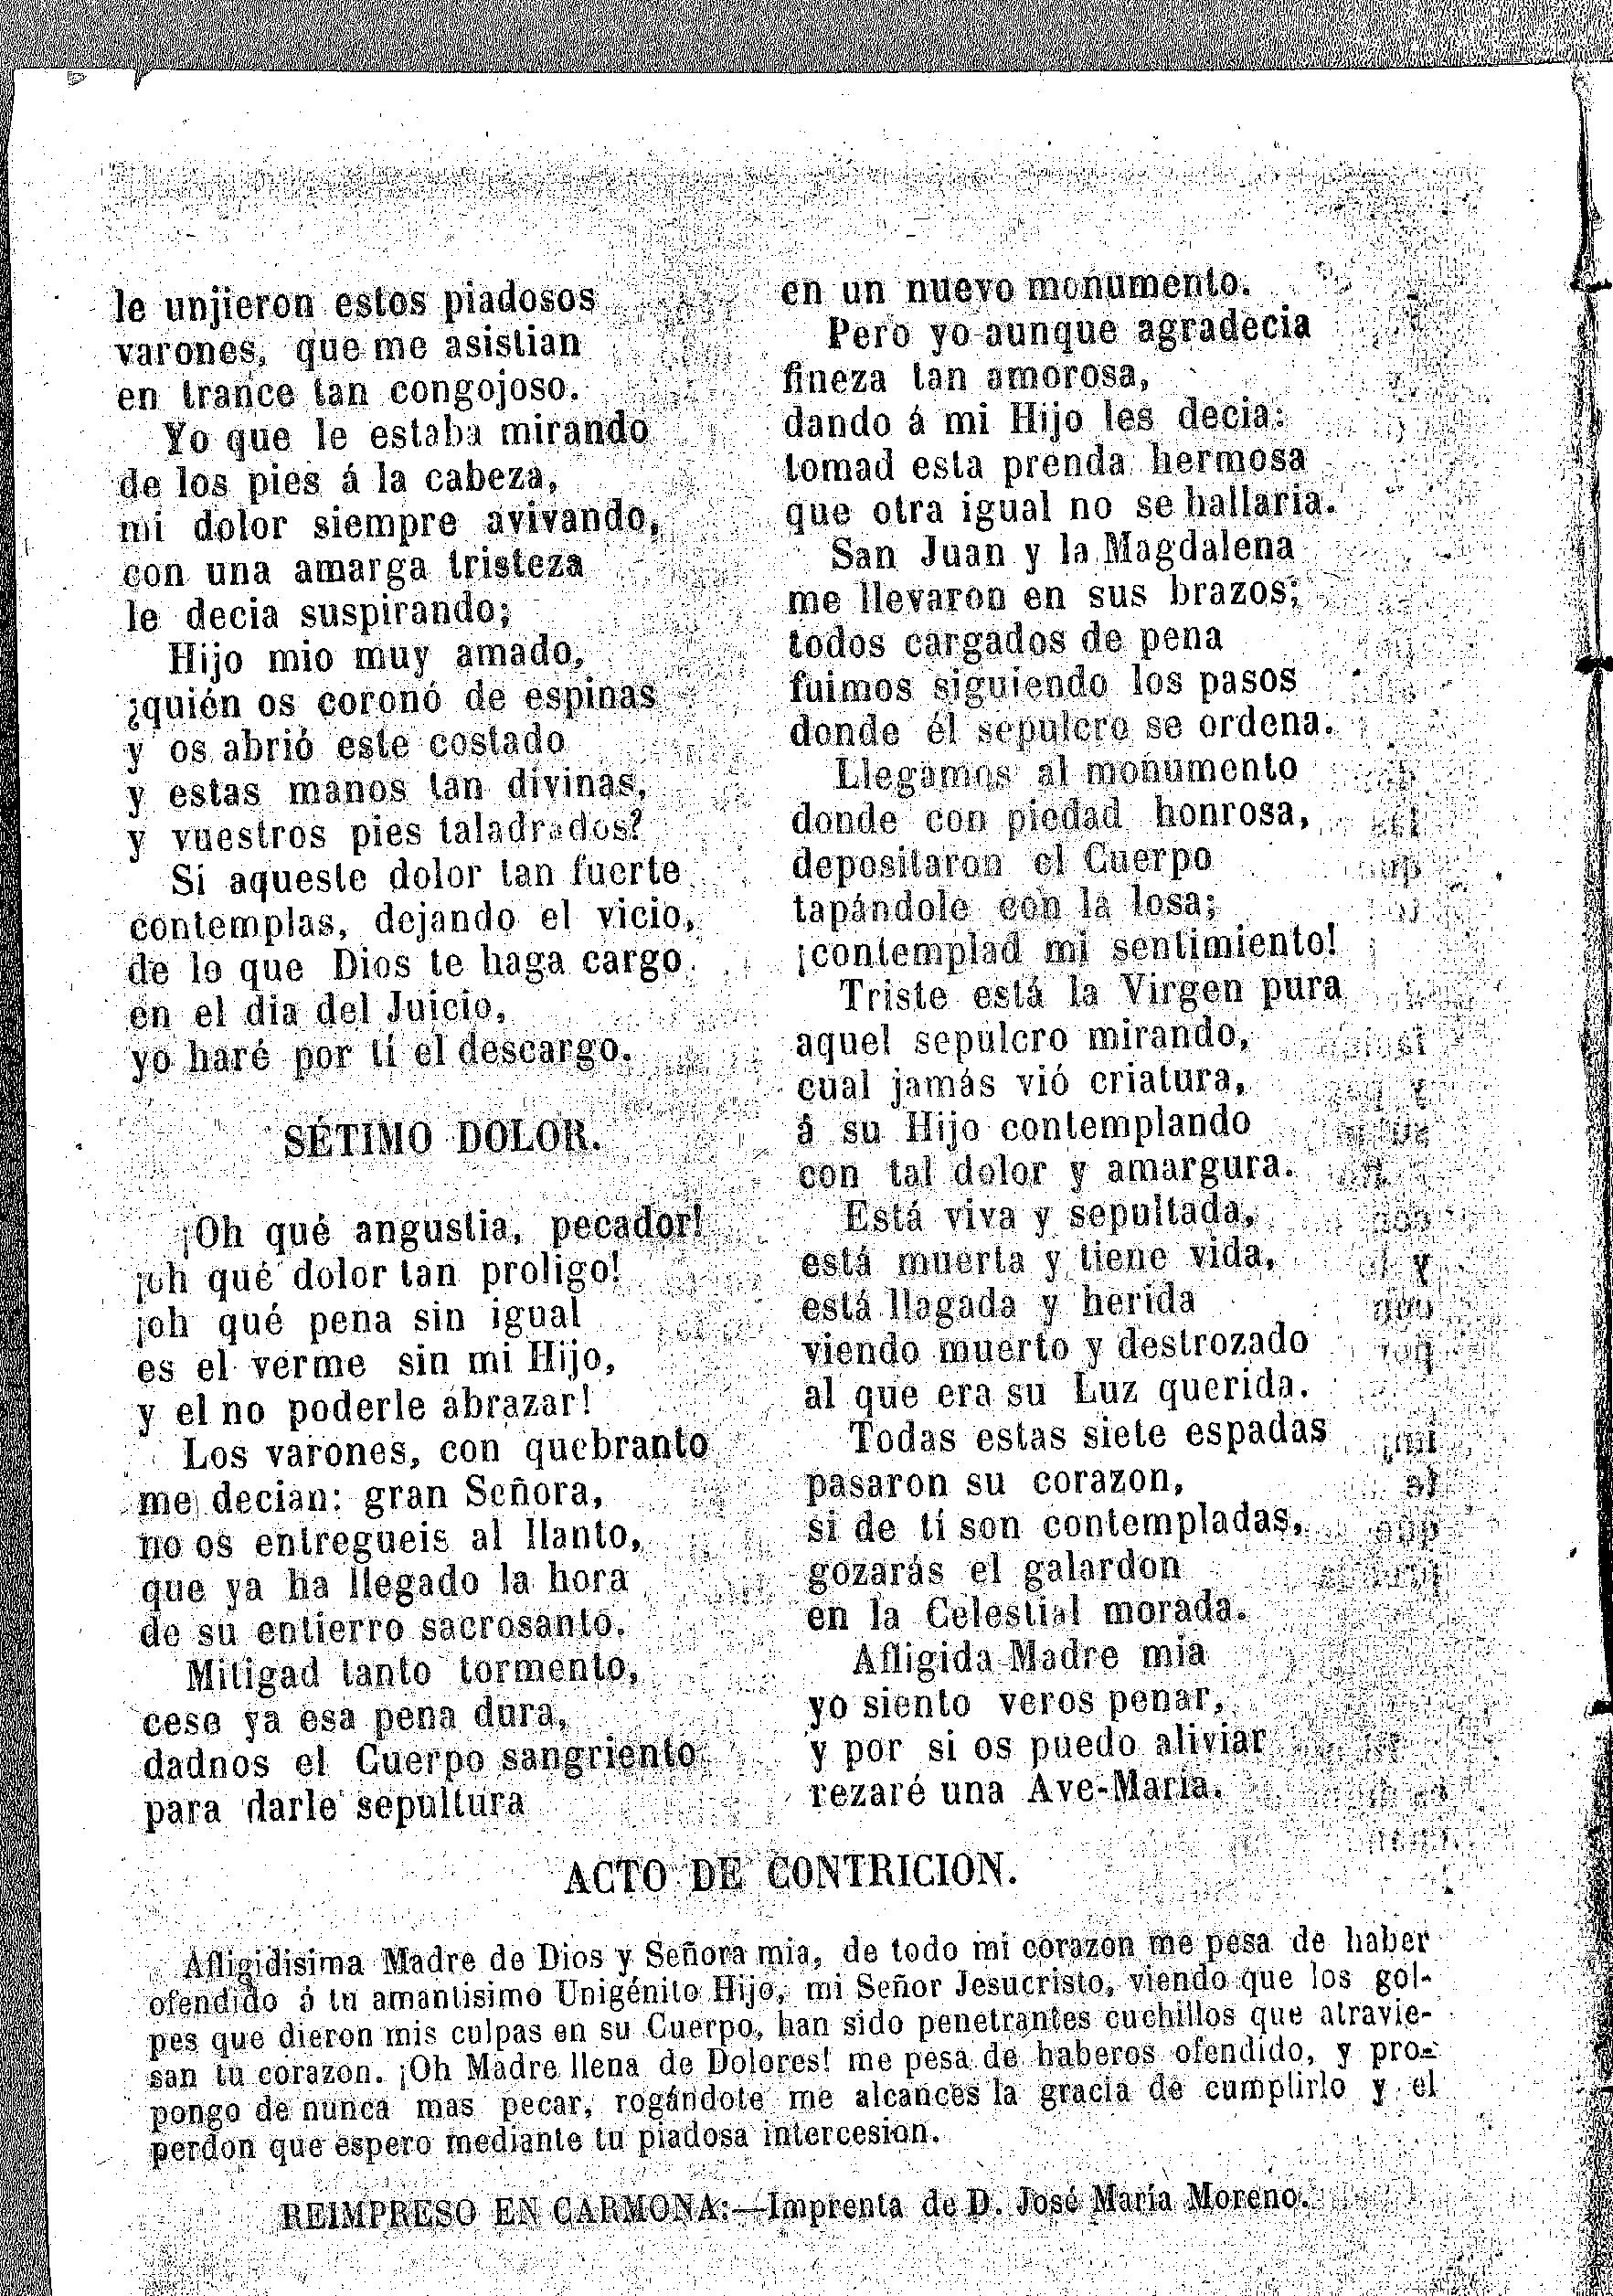 le unjieron estos piadosos
varones, que me asistian
en trance tan congojoso.
Yo que le estaba mirando
de los pies á la cabeza,
mi dolor siempre avivando,
con una amarga tristeza
le decia suspirando;
Hijo mio muy amado,
¿quién os coronó de espinas
y os abrió este costado
y estas manos tan divinas,
y vuestros pies taladrados?
Si aqueste dolor tan fuerte
contemplas, dejando el vicio,
de lo que Dios te haga cargo
en el dia del Juicio,
yo haré por tí el descargo.
SÉTIMO DOLOR.
¡Oh qué angustia, pecador!
¡oh qué dolor tan proligo!
¡oh qué pena sin igual
es el verme sin mi Hijo,
y el no poderle abrazar!
Los varones, con quebranto
me decian: gran Señora,
no os entregueis al llanto,
que ya ha llegado la hora
de su entierro sacrosanto.
Mitigad tanto tormento,
cese ya esa pena dura,
dadnos el Cuerpo sangriento
para darle sepultura
en un nuevo monumento.
Pero yo aunque agradecia
fineza tan amorosa,
dando á mi Hijo les decia:
tomad esta prenda hermosa
que otra igual no se hallaria.
San Juan y la Magdalena
me llevaron en sus brazos;
todos cargados de pena
fuimos siguiendo los pasos
donde él sepulcro se ordena.
Llegamos al monumento
donde con piedad honrosa,
depositaron el Cuerpo
tapándole con la losa;
¡contemplad mi sentimiento!
Triste está la Virgen pura
aquel sepulcro mirando,
cual jamás vió criatura,
á su Hijo contemplando
con tal dolor y amargura.
Está viva y sepultada,
está muerta y tiene vida,
está llagada y herida
viendo muerto y destrozado
al que era su Luz querida.
Todas estas siete espadas
pasaron su corazon,
si de tí son contempladas,
gozarás el galardon
en la Celestial morada.
Afligida Madre mia
yo siento veros penar,
y por si os puedo aliviar
rezaré una Ave-María.
ACTO DE CONTRICION.
Afligidisima Madre de Dios y Señora mia, de todo mi corazón me pesa de haber
ofendido á tu amantisimo Unigénito Hijo, mi Señor Jesucristo, viendo que los gol-
pes que dieron mis culpas en su Cuerpo, han sido penetrantes cuchillos que atravie-
san tu corazon. ¡Oh Madre llena de Dolores! me pesa de haberos ofendido, y pro-
pongo de nunca mas pecar, rogándote me alcances la gracia de cumplirlo y el
perdon que espero mediante tu piadosa intercesion.
REIMPRESO EN CARMONA:—Imprenta de D. José María Moreno.